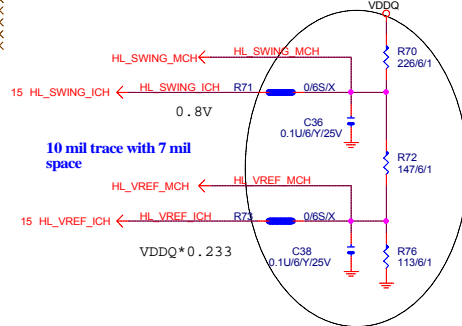 VDDQ
HL_SWING_MCH HL_SWING_MCH
R70
226/6/1
15 HL_SWING_ICH HL_SWING_ICH R71 0/6S/X
0.8V
C36
0.1U/6/Y/25V
10 mil trace with 7 mil
space
R72
147/6/1
HL_VREF_MCH HL_VREF_MCH
15 HL_VREF_ICH HL_VREF_ICH R73 0/6S/X
VDDQ*0.233
C38
0.1U/6/Y/25V
R76
113/6/1